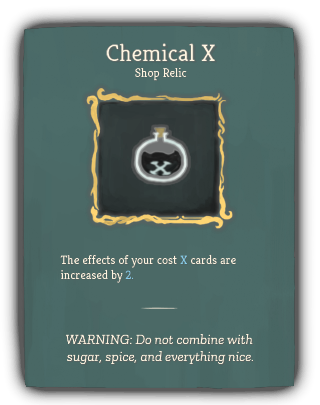 Chemical X
Shop Relic
X
The effects of your cost X cards are
increased by 2.
WARNING: Do not combine with
sugar, spice, and everything nice.